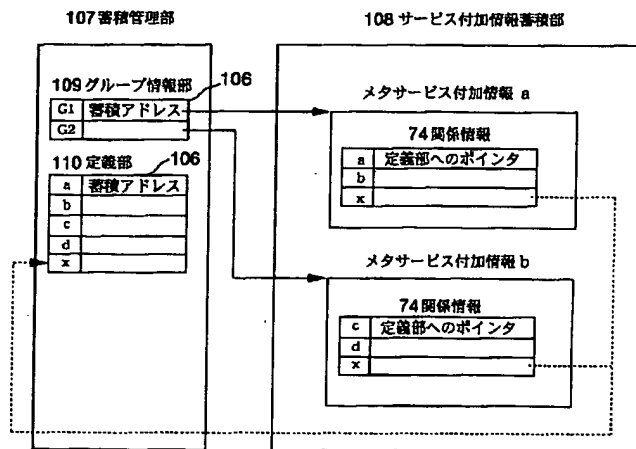 107 蓄積管理部
108 サービス付加情報蓄積部
109 グループ情報部
106
G1 蓄積アドレス
G2
110 定義部
106
a 蓄積アドレス
b
c
d
x
メタサービス付加情報 a
74 関係情報
a 定義部へのポインタ
b
x
メタサービス付加情報 b
74 関係情報
c 定義部へのポインタ
d
x